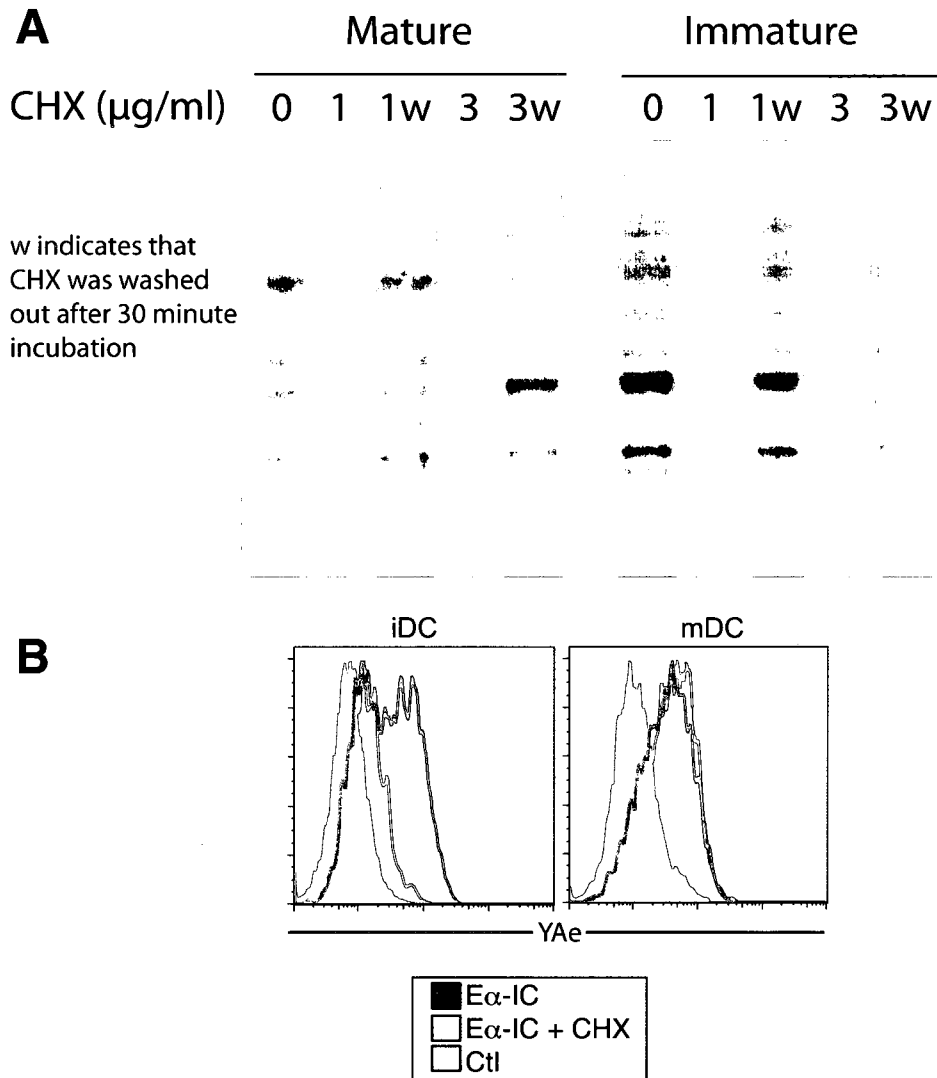 A
Mature Immature
CHX (μg/ml) 0 1 1w 3 3w 0 1 1w 3 3w
w indicates that
CHX was washed
out after 30 minute
incubation
B
iDC mDC
YAe
Eα-IC
Eα-IC + CHX
Ctl